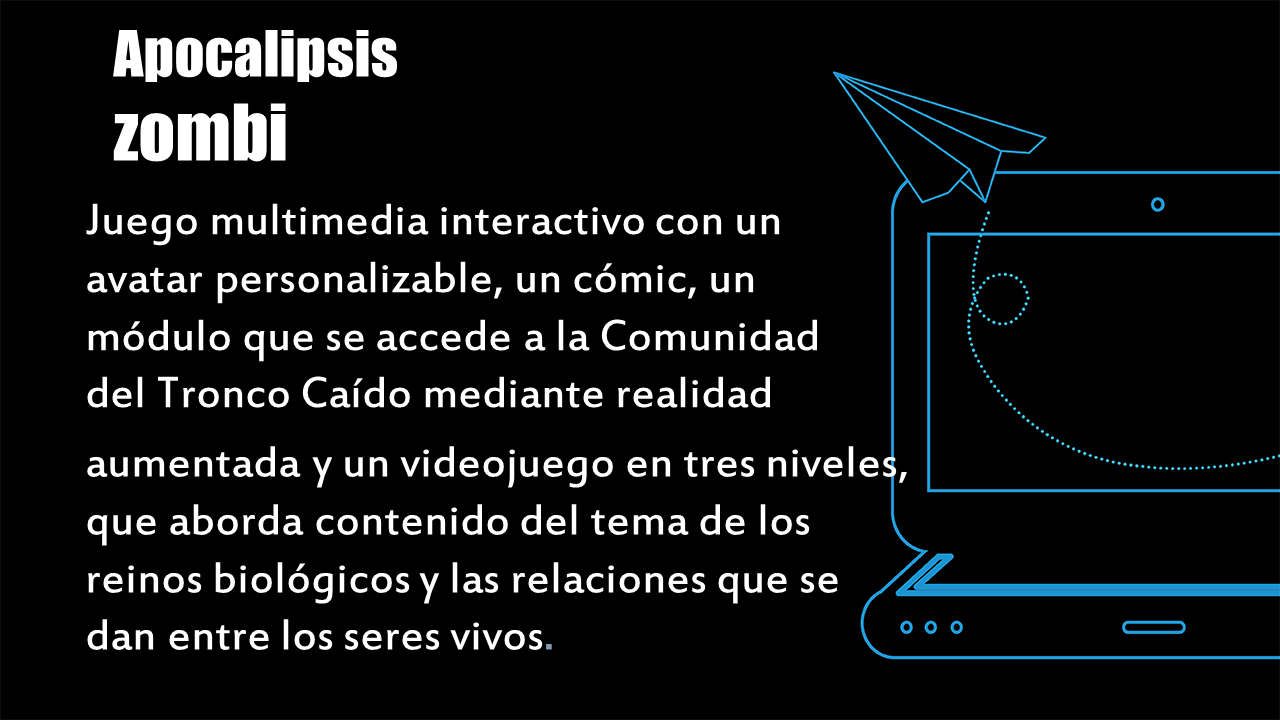 Apocalipsis
zombi
Juego multimedia interactivo con un
avatar personalizable, un cómic, un
módulo que se accede a la Comunidad
del Tronco Caído mediante realidad
aumentada y un videojuego en tres niveles,
que aborda contenido del tema de los
reinos biológicos y las relaciones que se
dan entre los seres vivos.